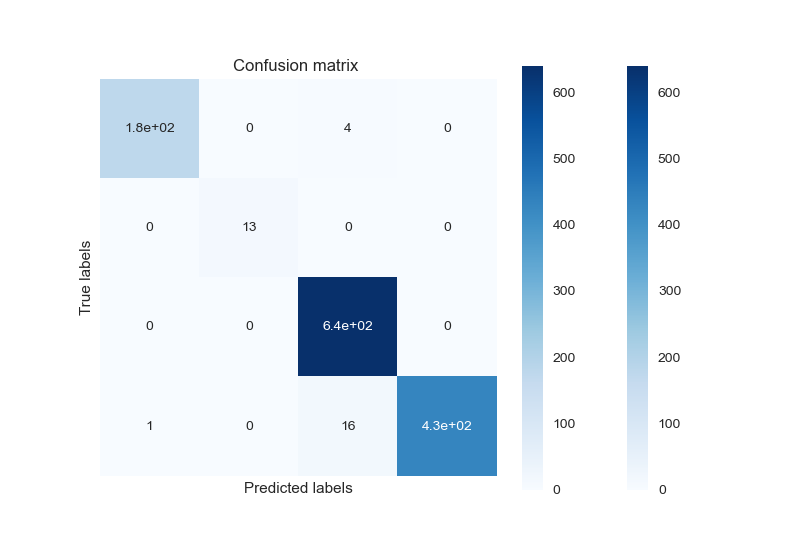 Confusion matrix
1.8e+02 0 4 0
0 13 0 0
0 0 6.4e+02 0
1 0 16 4.3e+02
True labels
Predicted labels
600 600
500 500
400 400
300 300
200 200
100 100
0 0